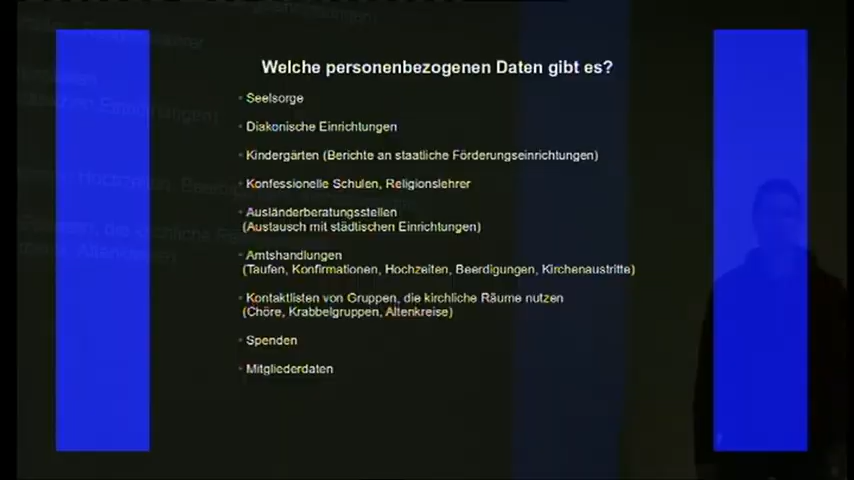 Welche personenbezogenen Daten gibt es?
Seelsorge
Diakonische Einrichtungen
Kindergärten (Berichte an staatliche Förderungseinrichtungen)
Konfessionelle Schulen, Religionslehrer
Ausländerberatungsstellen
(Austausch mit städtischen Einrichtungen)
Amtshandlungen
(Taufen, Konfirmationen, Hochzeiten, Beerdigungen, Kirchenaustritte)
Kontaktlisten von Gruppen, die kirchliche Räume nutzen
(Chöre, Krabbelgruppen, Altenkreise)
Spenden
Mitgliederdaten